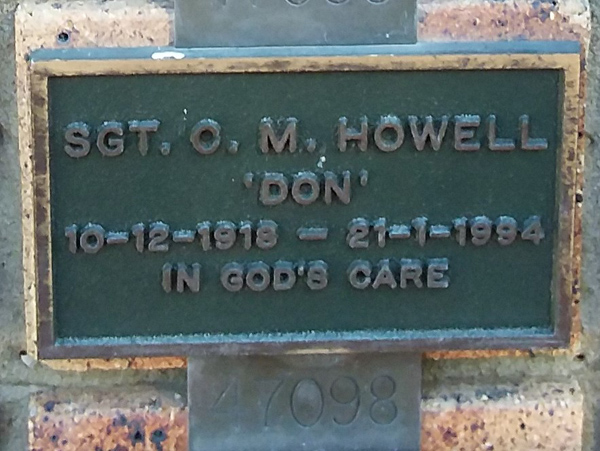 SGT. O. M. HOWELL
'DON'
10-12-1918 — 21-1-1994
IN GOD'S CARE
47098